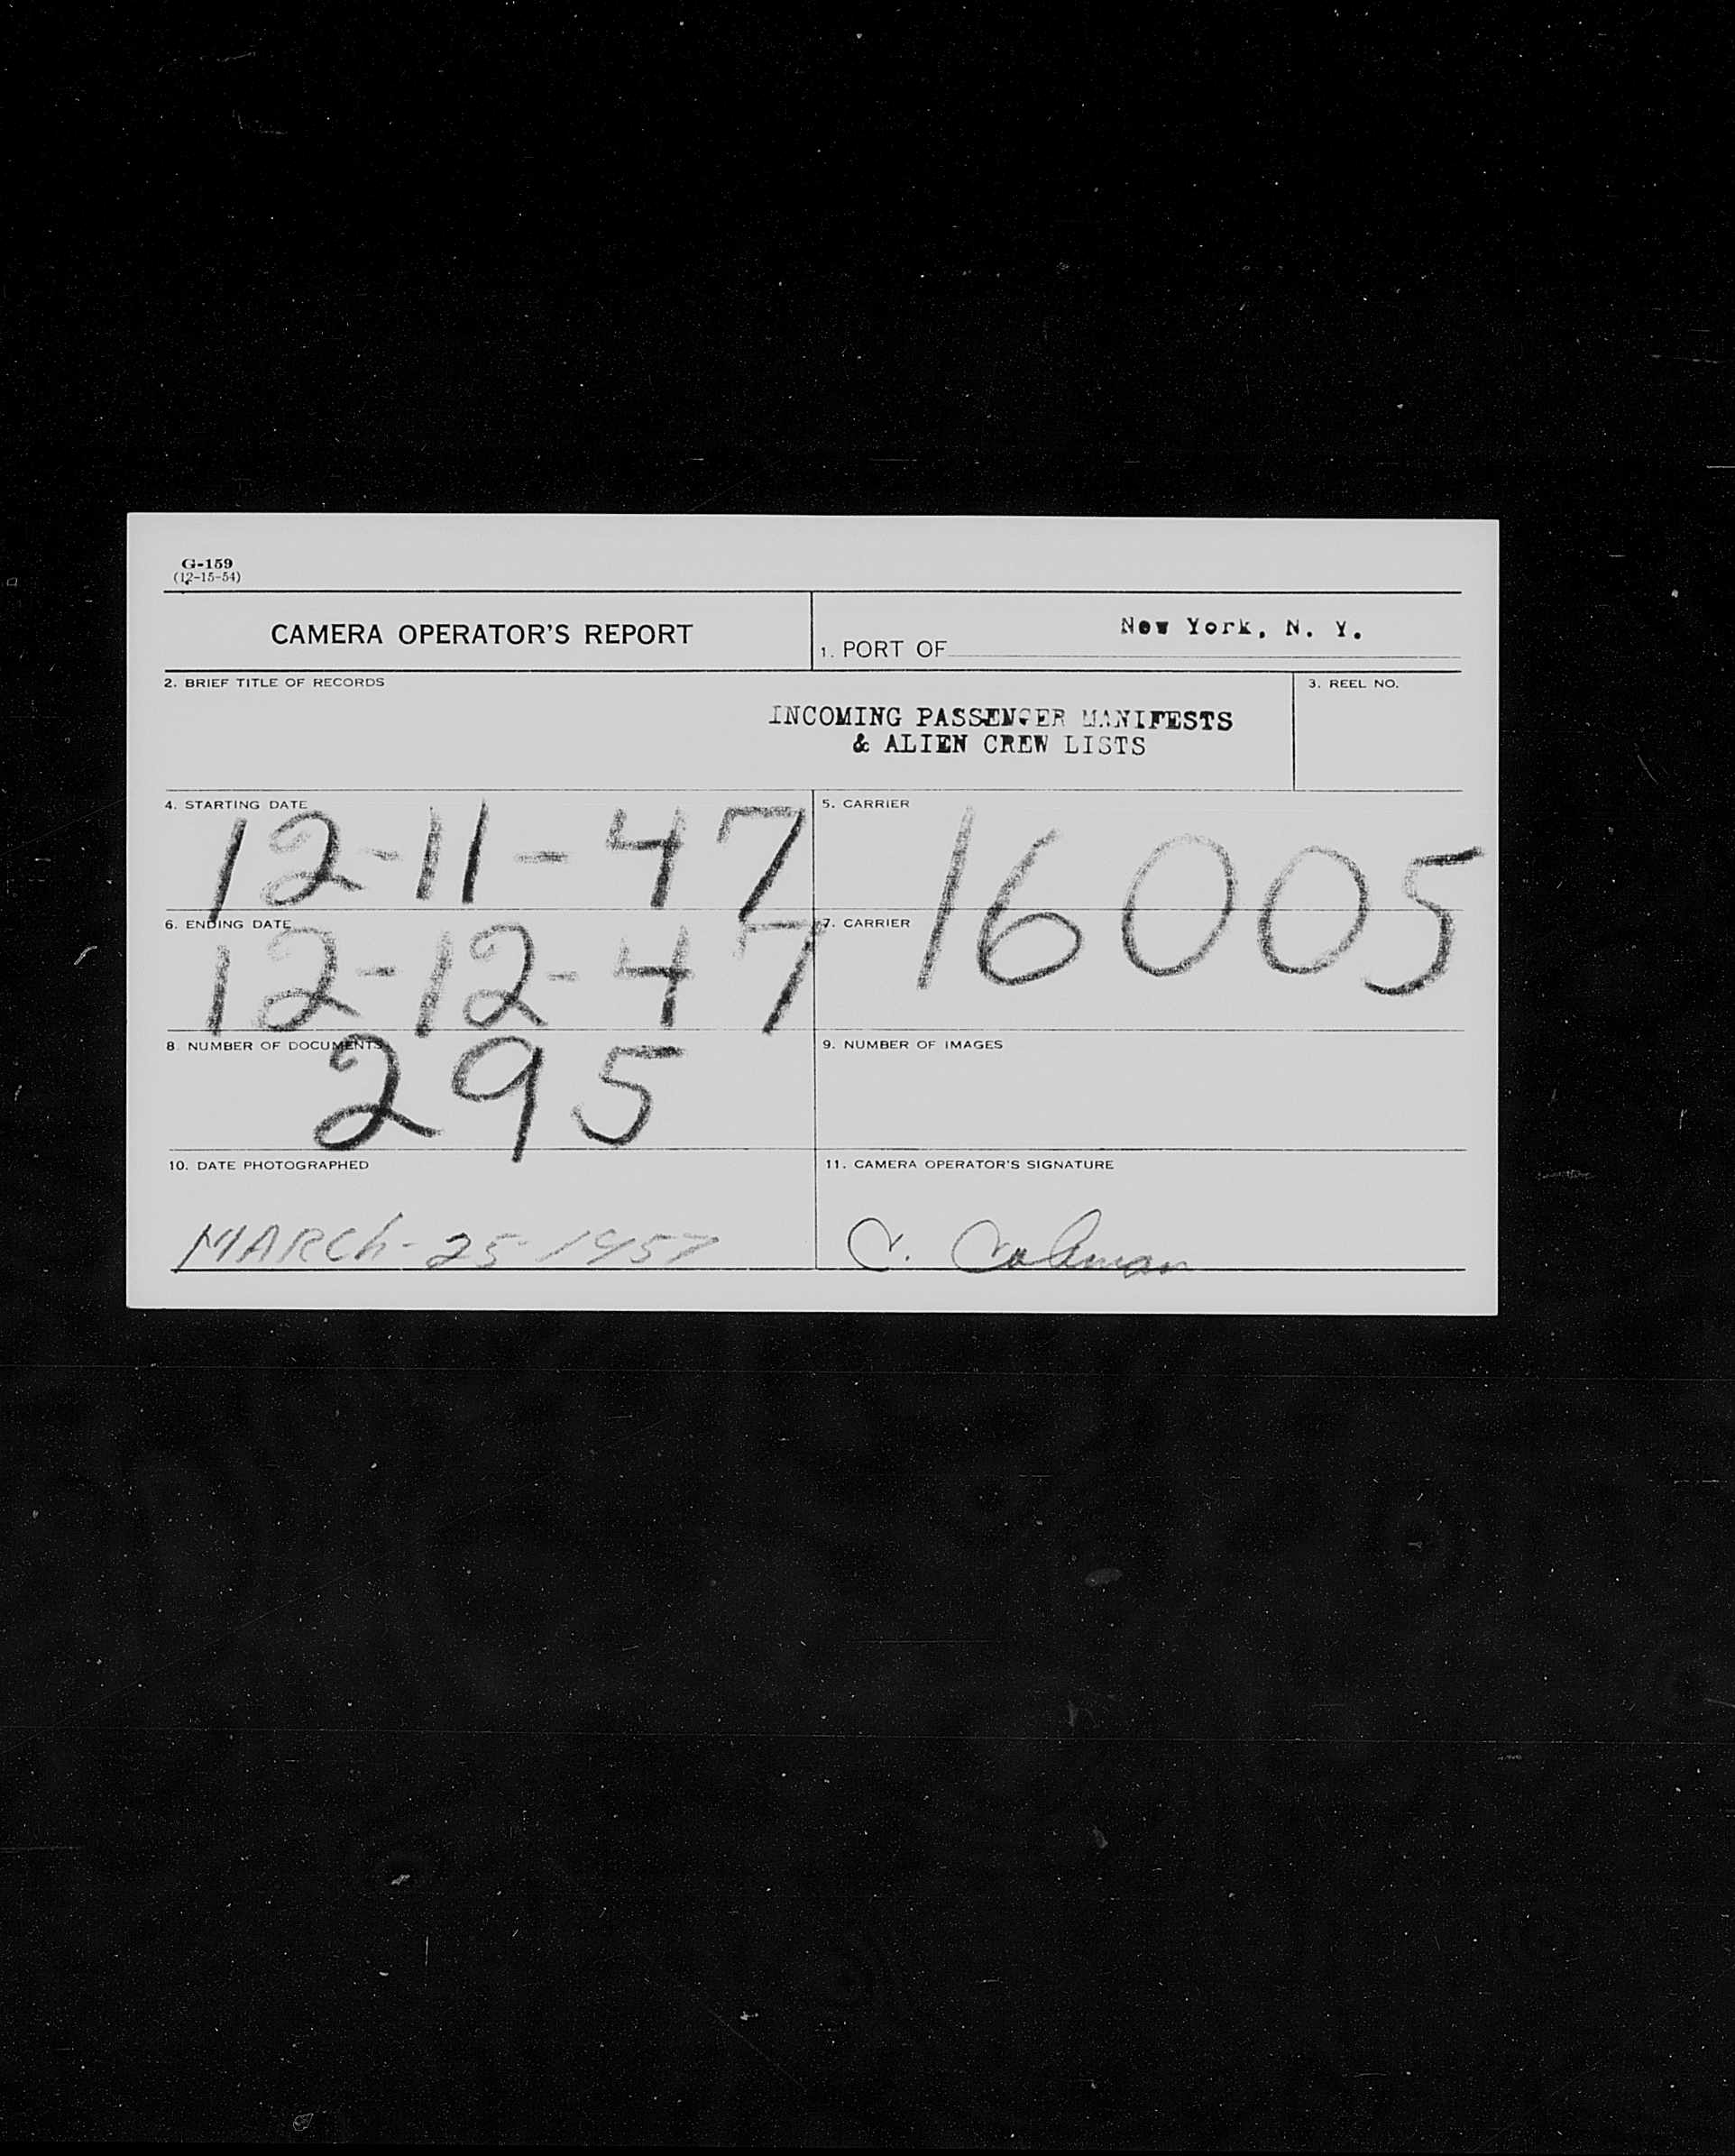 G-159
(12-15-54)
CAMERA OPERATOR'S REPORT
1. PORT OF New York, N. Y.
2. BRIEF TITLE OF RECORDS
INCOMING PASSENGER MANIFESTS
& ALIEN CREW LISTS
3. REEL NO.
4. STARTING DATE
12-11-47
5. CARRIER
16005
6. ENDING DATE
12-12-47
7. CARRIER
8. NUMBER OF DOCUMENTS
295
9. NUMBER OF IMAGES
10. DATE PHOTOGRAPHED
MARCh-25-1957
11. CAMERA OPERATOR'S SIGNATURE
C.